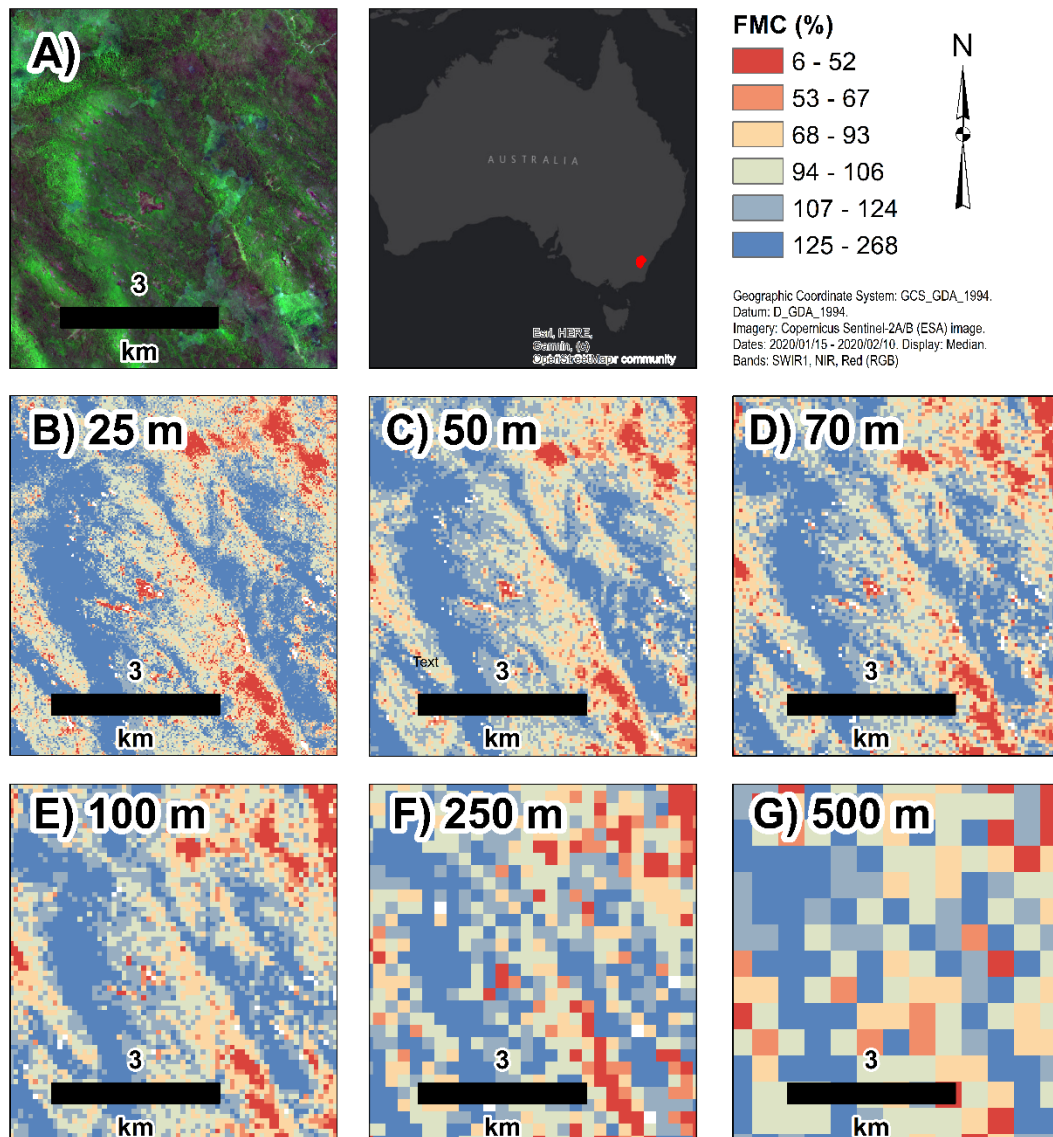 A)
3
km
AUSTRALIA
Esri, HERE,
Garmin, (c)
OpenStreetMap r community
FMC (%)
6 - 52
53 - 67
68 - 93
94 - 106
107 - 124
125 - 268
N
Geographic Coordinate System: GCS_GDA_1994.
Datum: D_GDA_1994.
Imagery: Copernicus Sentinel-2A/B (ESA) image.
Dates: 2020/01/15 - 2020/02/10. Display: Median.
Bands: SWIR1, NIR, Red (RGB)
B) 25 m
3
km
C) 50 m
Text
3
km
D) 70 m
3
km
E) 100 m
3
km
F) 250 m
3
km
G) 500 m
3
km